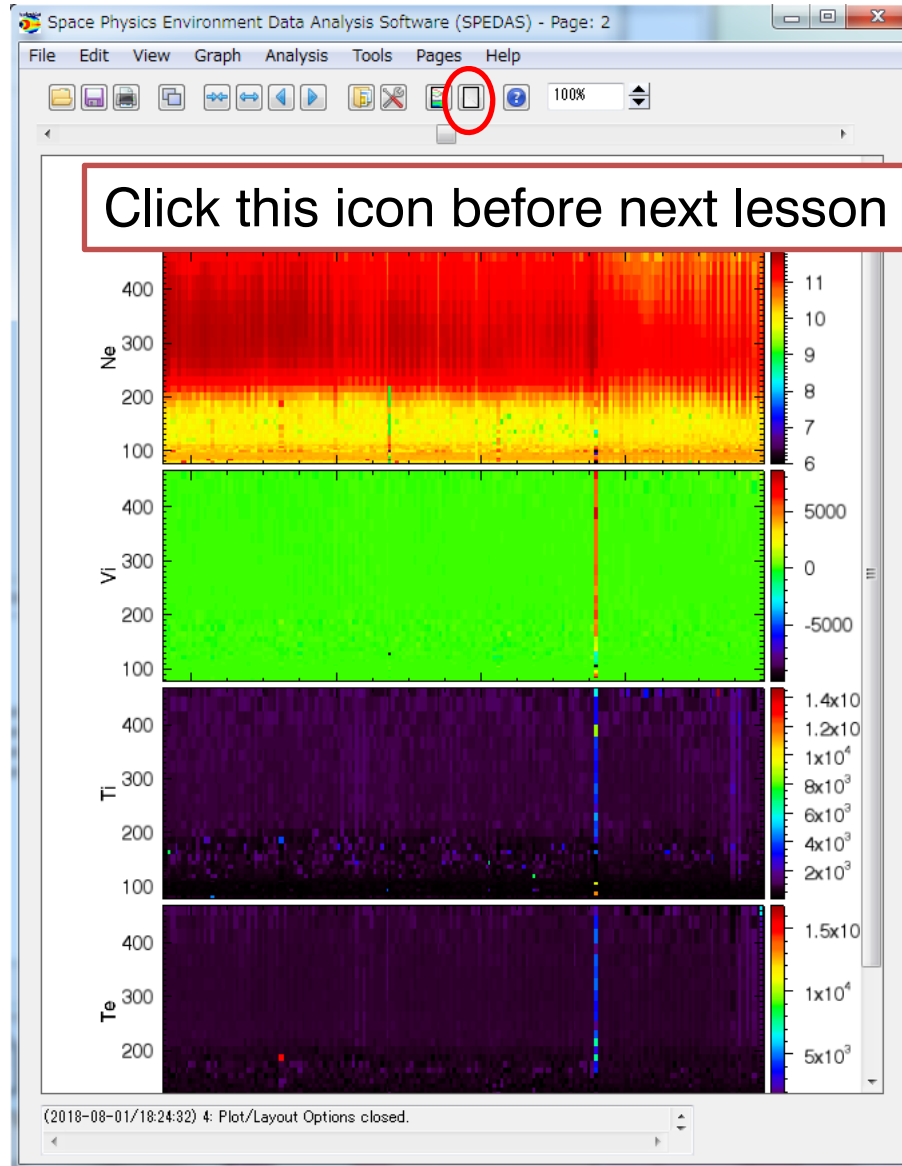 Space Physics Environment Data Analysis Software (SPEDAS) - Page: 2
File Edit View Graph Analysis Tools Pages Help
100%
Click this icon before next lesson
Ne
400
300
200
100
11
10
9
8
7
6
Vi
400
300
200
100
5000
0
-5000
Ti
400
300
200
100
1.4x10
1.2x10
1x10⁴
8x10³
6x10³
4x10³
2x10³
Te
400
300
200
1.5x10
1x10⁴
5x10³
(2018-08-01/18:24:32) 4: Plot/Layout Options closed.